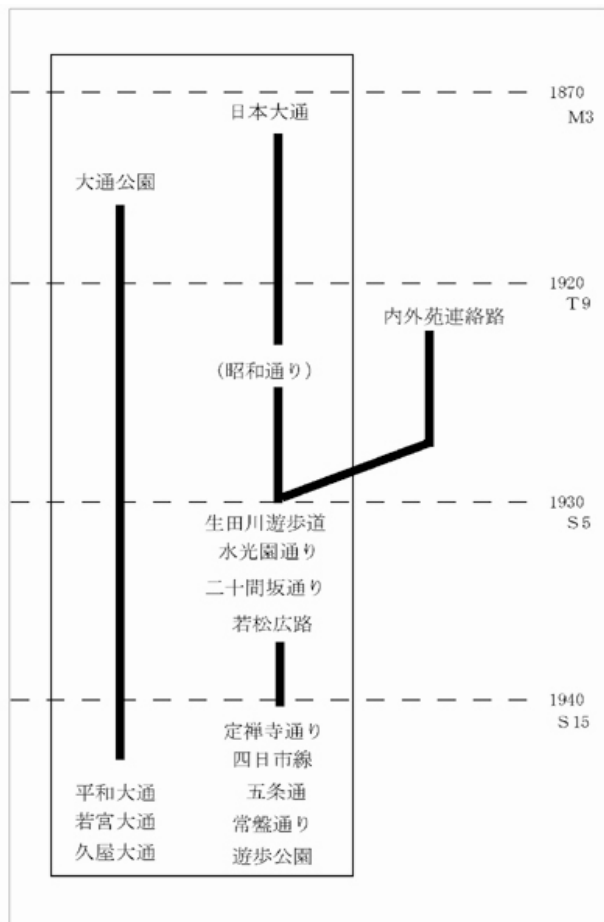 1870
M3
日本大通
大通公園
1920
T9
内外苑連絡路
(昭和通り)
1930
S5
生田川遊歩道
水光園通り
二十間坂通り
若松広路
1940
S15
定禅寺通り
四日市線
平和大通
五条通
若宮大通
常盤通り
久屋大通
遊歩公園